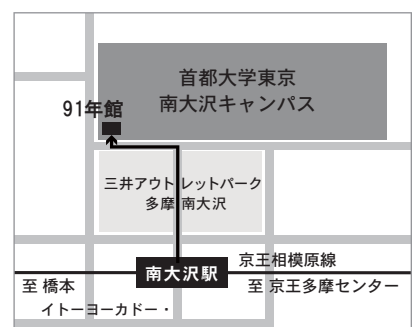 首都大学東京
南大沢キャンパス
91年館
三井アウトレットパーク
多摩 南大沢
京王相模原線
南大沢駅
至 橋本
至 京王多摩センター
イトーヨーカドー・